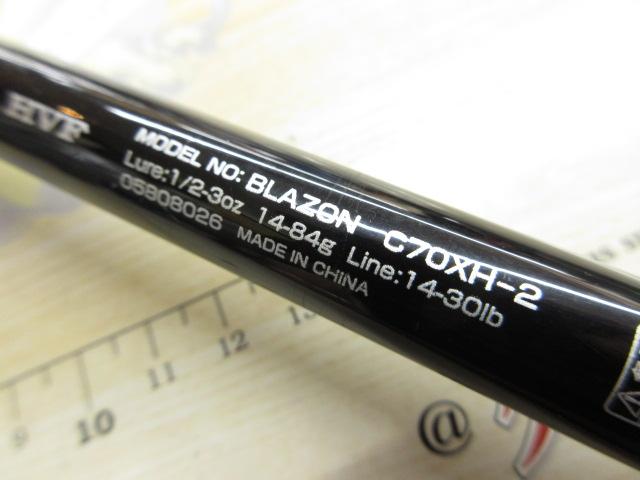 HVF
MODEL NO: BLAZON C70XH-2
Lure:1/2-3oz 14-84g Line:14-30lb
05808026 MADE IN CHINA
9 10 11 12 13
@